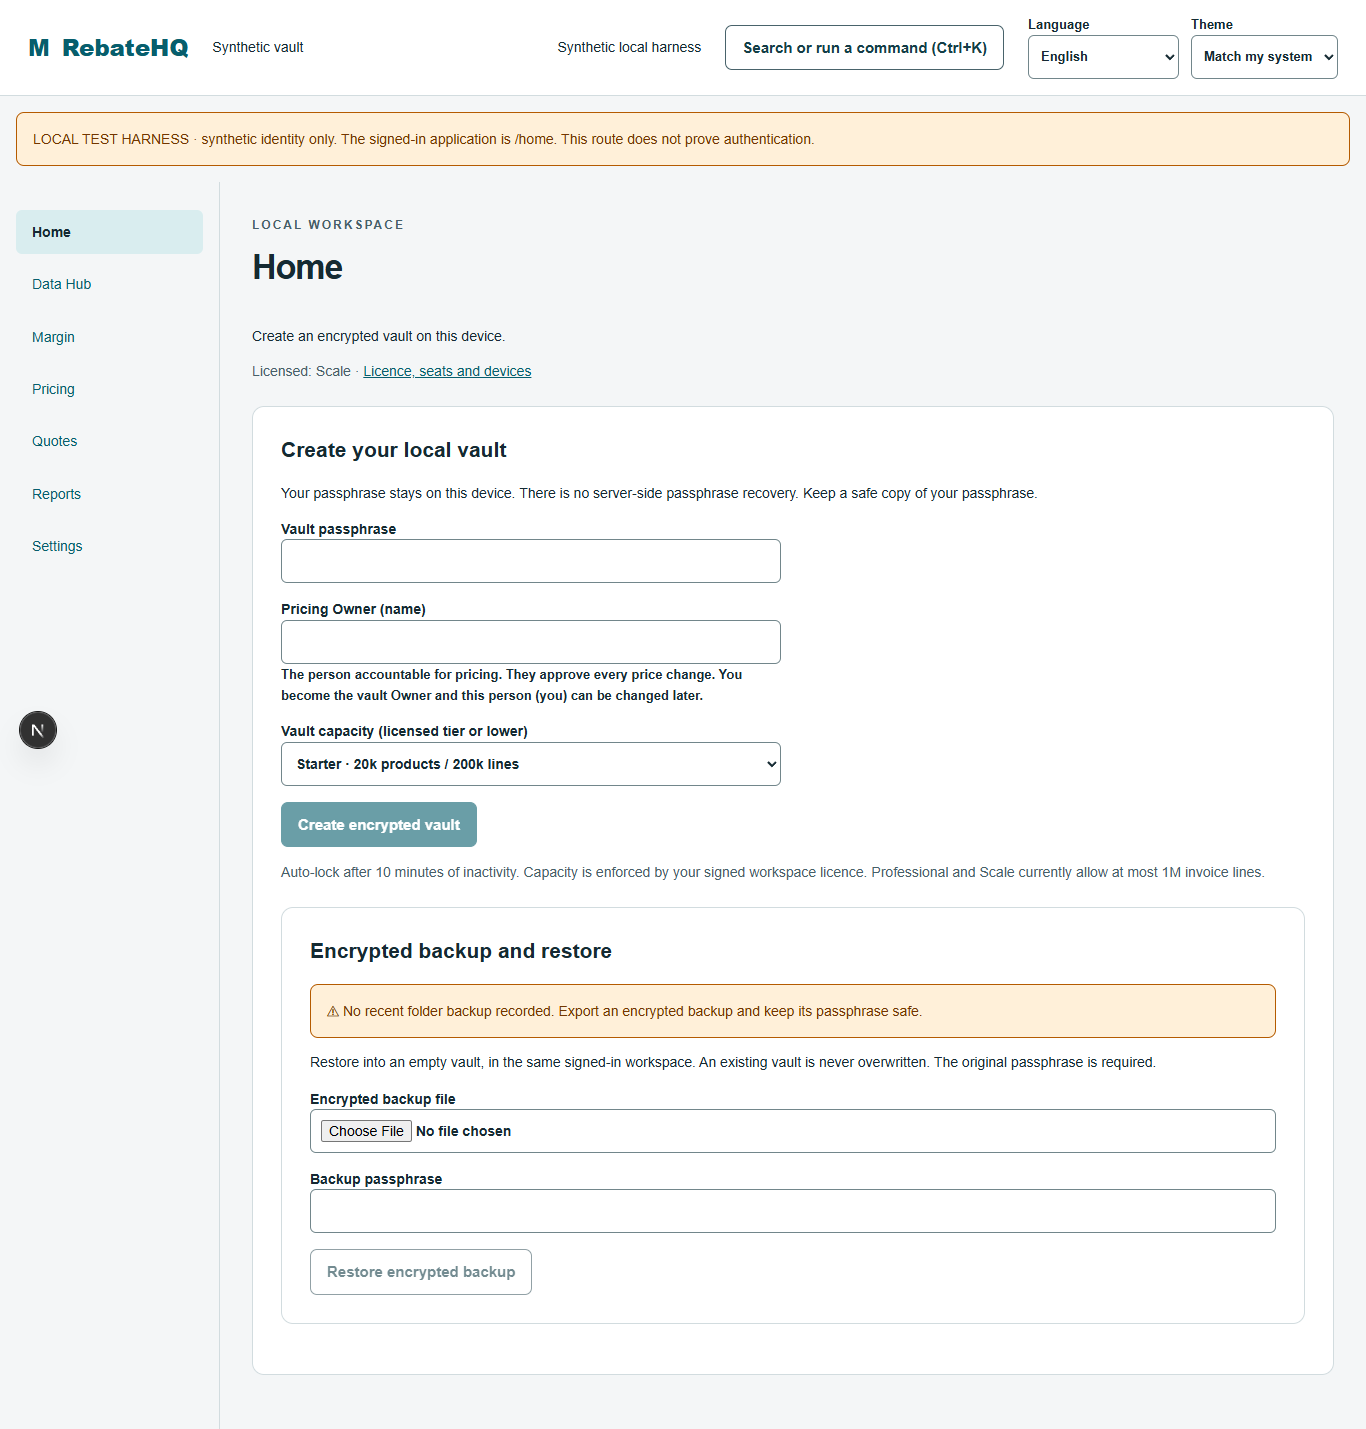 M RebateHQ
Synthetic vault
Synthetic local harness
Search or run a command (Ctrl+K)
Language
English
Theme
Match my system
LOCAL TEST HARNESS · synthetic identity only. The signed-in application is /home. This route does not prove authentication.
Home
Data Hub
Margin
Pricing
Quotes
Reports
Settings
N
LOCAL WORKSPACE
Home
Create an encrypted vault on this device.
Licensed: Scale · Licence, seats and devices
Create your local vault
Your passphrase stays on this device. There is no server-side passphrase recovery. Keep a safe copy of your passphrase.
Vault passphrase
Pricing Owner (name)
The person accountable for pricing. They approve every price change. You
become the vault Owner and this person (you) can be changed later.
Vault capacity (licensed tier or lower)
Starter · 20k products / 200k lines
Create encrypted vault
Auto-lock after 10 minutes of inactivity. Capacity is enforced by your signed workspace licence. Professional and Scale currently allow at most 1M invoice lines.
Encrypted backup and restore
⚠ No recent folder backup recorded. Export an encrypted backup and keep its passphrase safe.
Restore into an empty vault, in the same signed-in workspace. An existing vault is never overwritten. The original passphrase is required.
Encrypted backup file
Choose File No file chosen
Backup passphrase
Restore encrypted backup